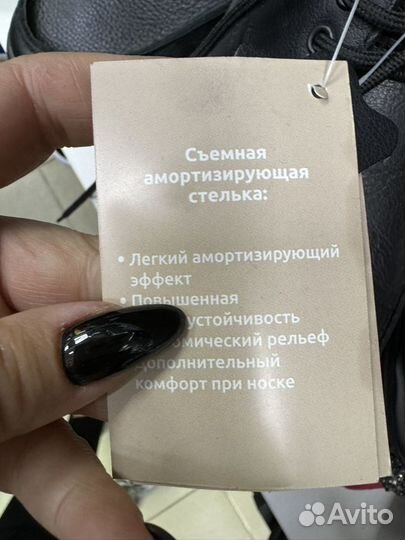 Съемная
амортизирующая
стелька:
• Легкий амортизирующий
эффект
• Повышенная
устойчивость
рельеф
Дополнительный
комфорт при носке
Avito